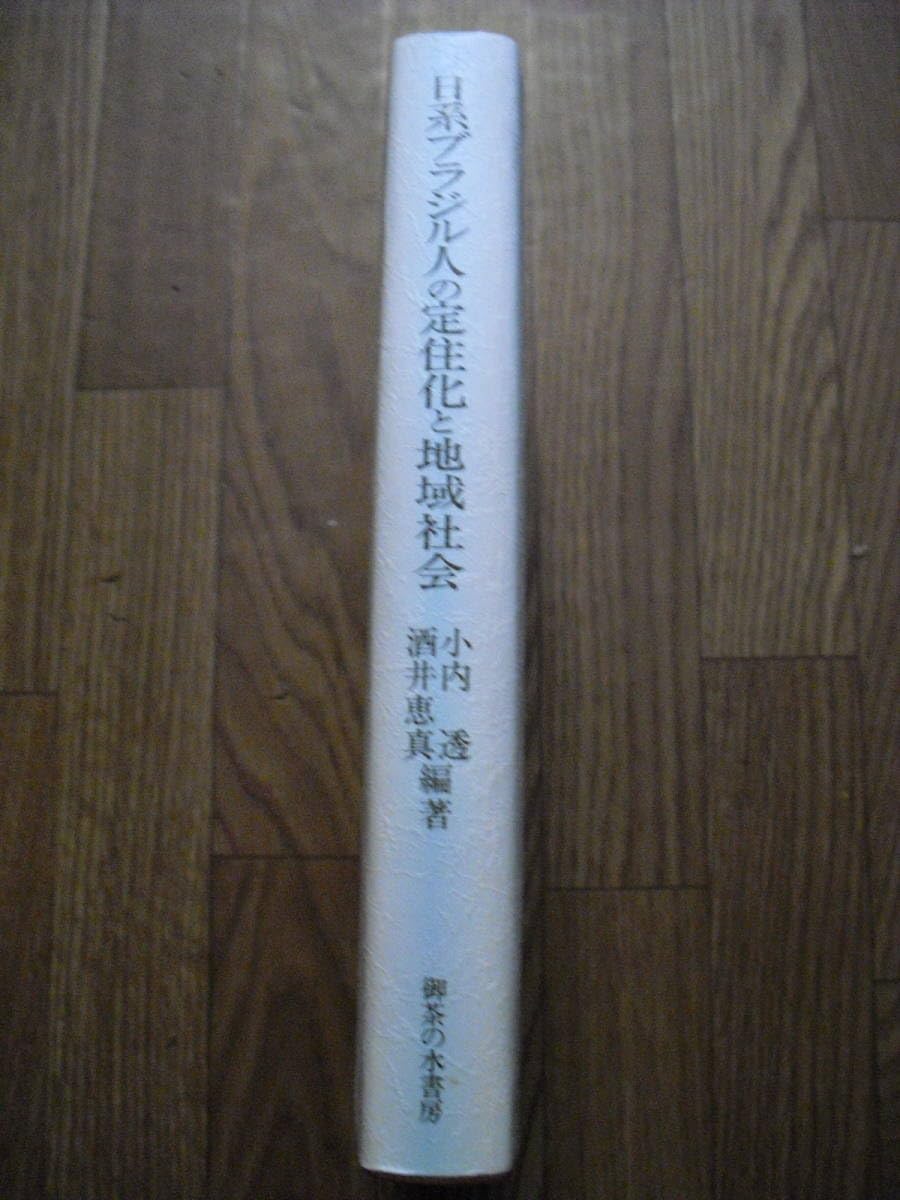 日系ブラジル人の定住化と地域社会
小内 透
酒井恵真
編著
御茶の水書房